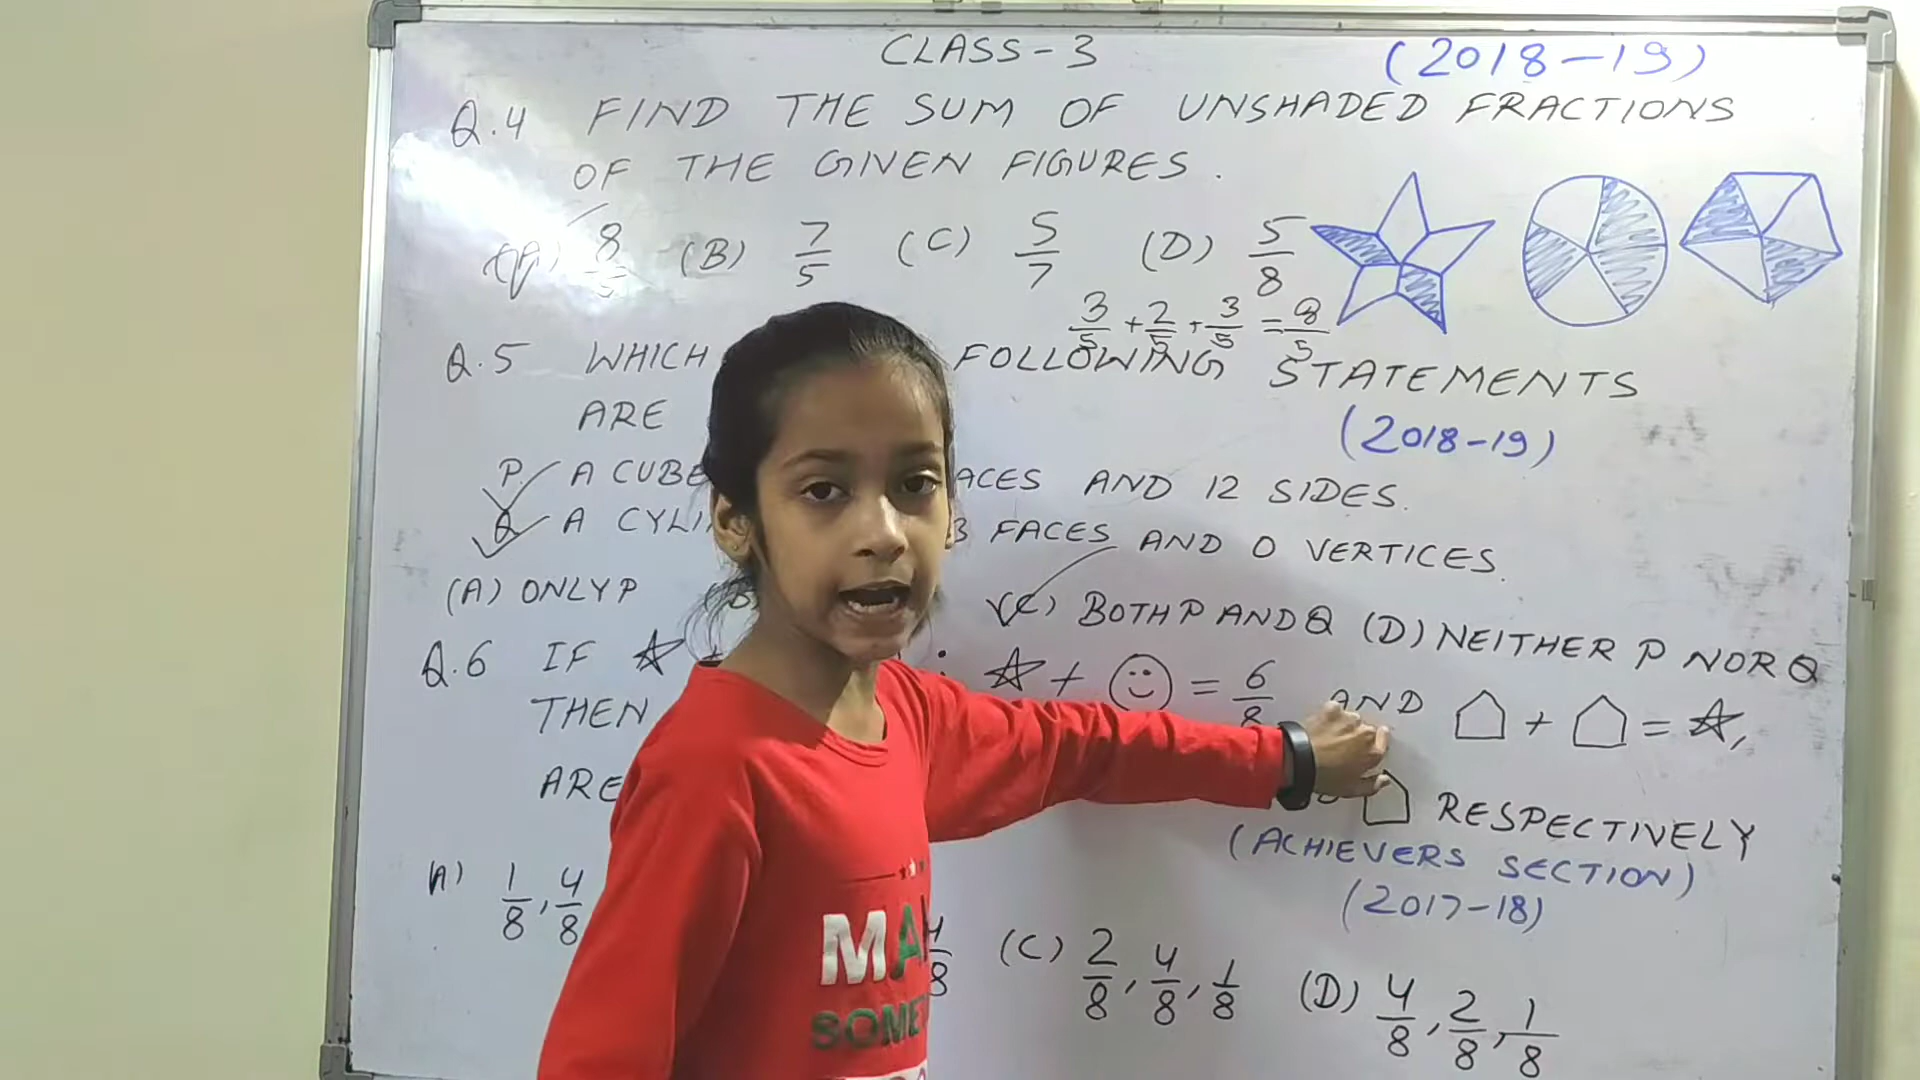 CLASS-3 (2018-19)
Q.4 FIND THE SUM OF UNSHADED FRACTIONS
OF THE GIVEN FIGURES.
(A) 8/5 (B) 7/5 (C) 5/7 (D) 5/8
3/5 + 2/5 + 3/5 = 8/5
Q.5 WHICH FOLLOWING STATEMENTS
ARE (2018-19)
P. A CUBE ACES AND 12 SIDES.
Q A CYLI 3 FACES AND 0 VERTICES.
(A) ONLY P (B (C) BOTH P AND Q (D) NEITHER P NOR Q
Q.6 IF ☆ ; ☆ + ☺ = 6/8 AND ⌂ + ⌂ = ☆,
THEN
ARE ⌂ RESPECTIVELY
(ACHIEVERS SECTION)
(2017-18)
A) 1/8, 4/8 4/8 (C) 2/8, 4/8, 1/8 (D) 4/8, 2/8, 1/8
MA
SOME